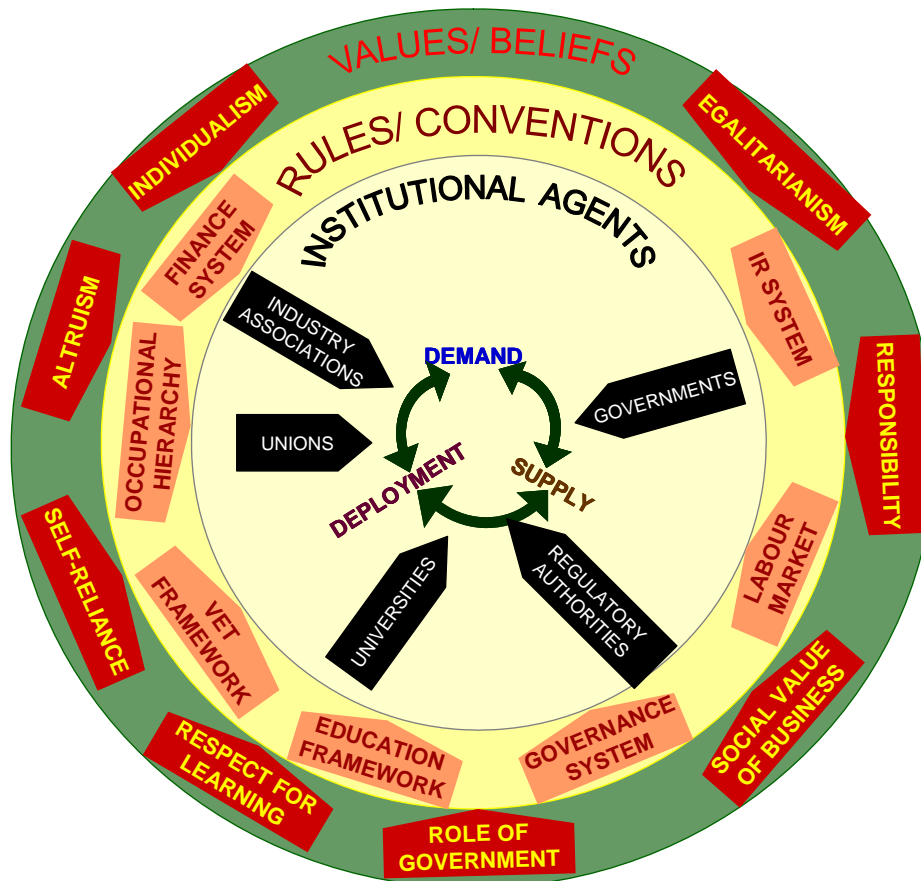 VALUES/ BELIEFS
RULES/ CONVENTIONS
INSTITUTIONAL AGENTS
INDIVIDUALISM
EGALITARIANISM
FINANCE
SYSTEM
IR SYSTEM
ALTRUISM
INDUSTRY
ASSOCIATIONS
DEMAND
GOVERNMENTS
RESPONSIBILITY
OCCUPATIONAL
HIERARCHY
UNIONS
DEPLOYMENT
SUPPLY
SELF-RELIANCE
LABOUR
MARKET
VET
FRAMEWORK
UNIVERSITIES
REGULATORY
AUTHORITIES
SOCIAL VALUE
OF BUSINESS
RESPECT FOR
LEARNING
EDUCATION
FRAMEWORK
GOVERNANCE
SYSTEM
ROLE OF
GOVERNMENT